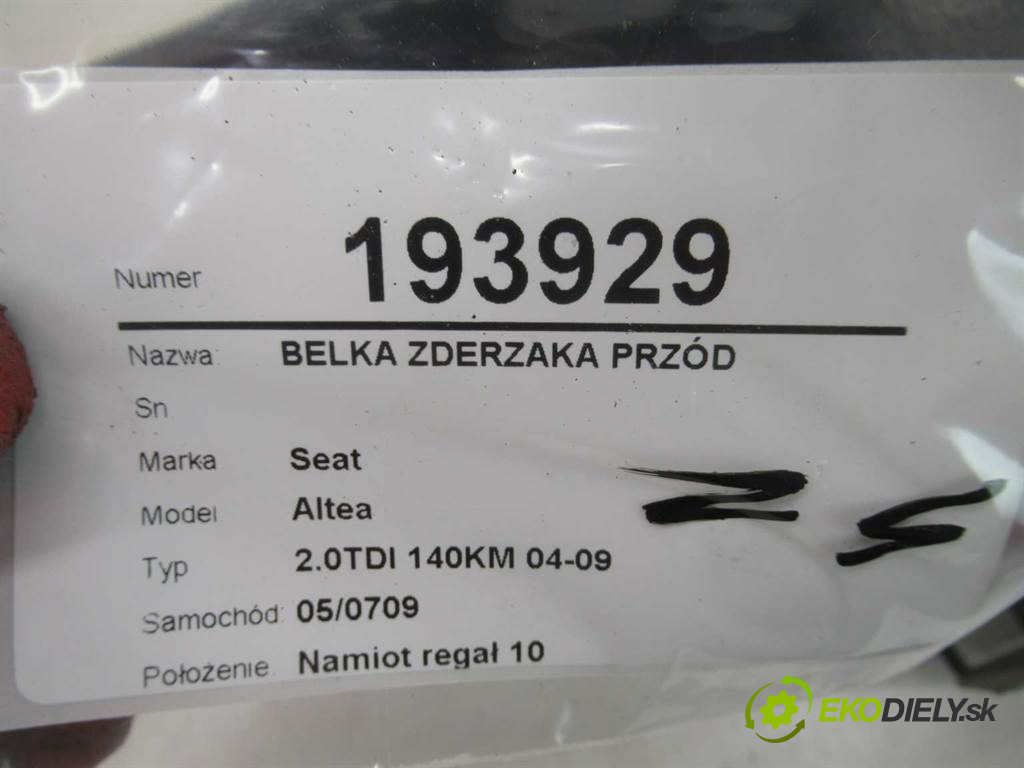 Numer 193929
Nazwa: BELKA ZDERZAKA PRZÓD
Sn
Marka Seat
Model Altea
Typ 2.0TDI 140KM 04-09
Samochód: 05/0709
Położenie. Namiot regał 10
EKODIELY.sk